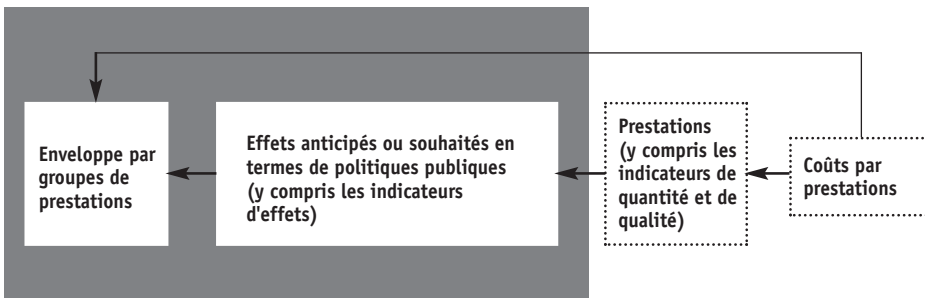 Enveloppe par
groupes de
prestations
Effets anticipés ou souhaités en
termes de politiques publiques
(y compris les indicateurs
d'effets)
Prestations
(y compris les
indicateurs de
quantité et de
qualité)
Coûts par
prestations